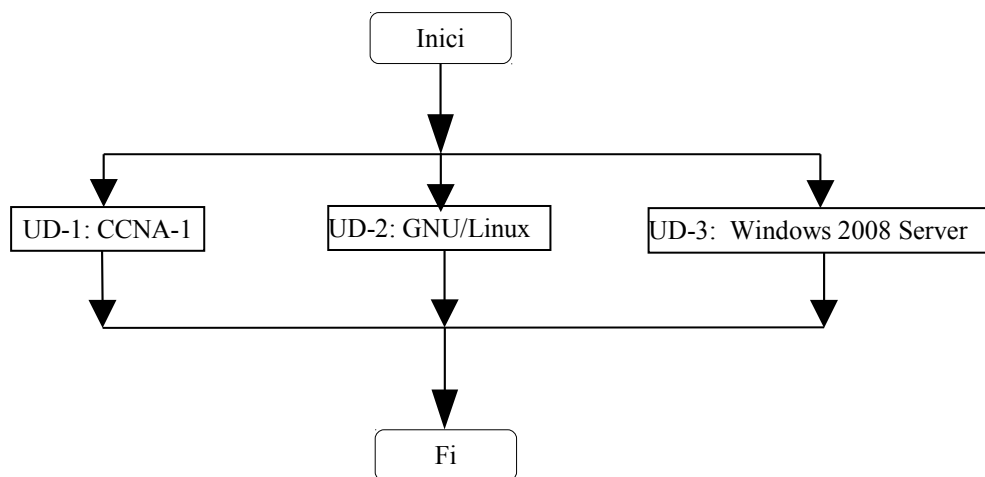 Inici
UD-1: CCNA-1
UD-2: GNU/Linux
UD-3: Windows 2008 Server
Fi